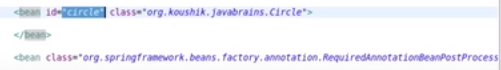 <bean id="circle" class="org.koushik.javabrains.Circle">
</bean>
<bean class="org.springframework.beans.factory.annotation.RequiredAnnotationBeanPostProcess